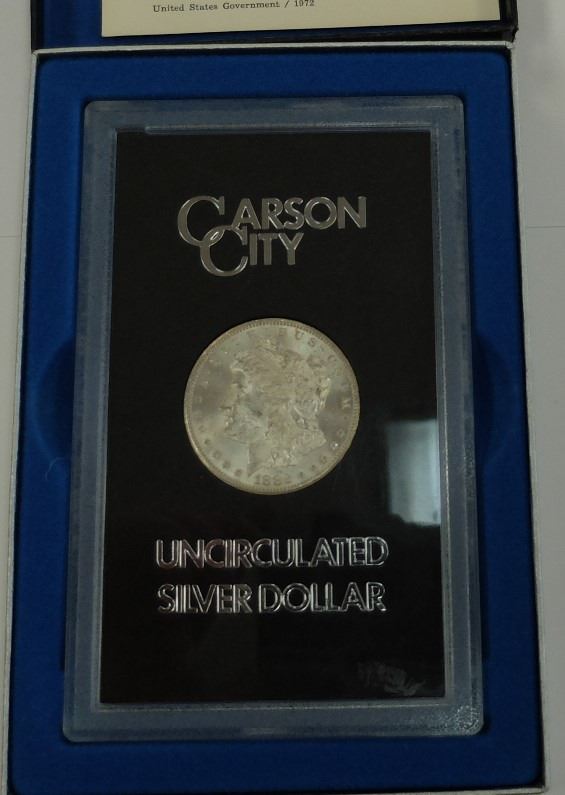 United States Government / 1972
CARSON
CITY
UNCIRCULATED
SILVER DOLLAR